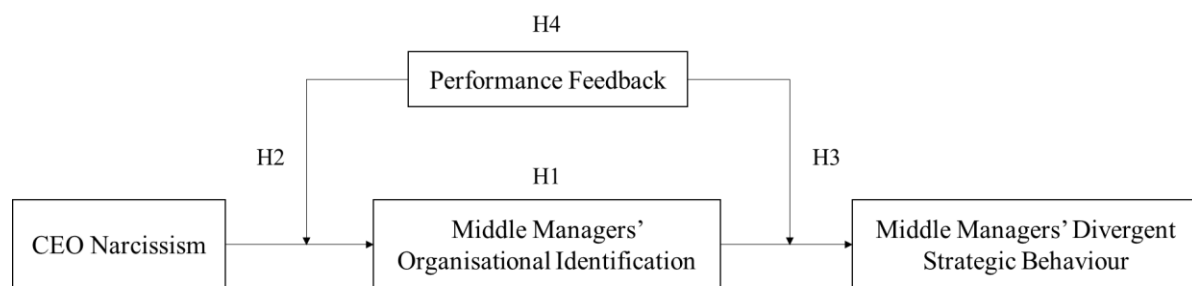 H4
Performance Feedback
H2
H3
H1
CEO Narcissism
Middle Managers'
Organisational Identification
Middle Managers' Divergent
Strategic Behaviour